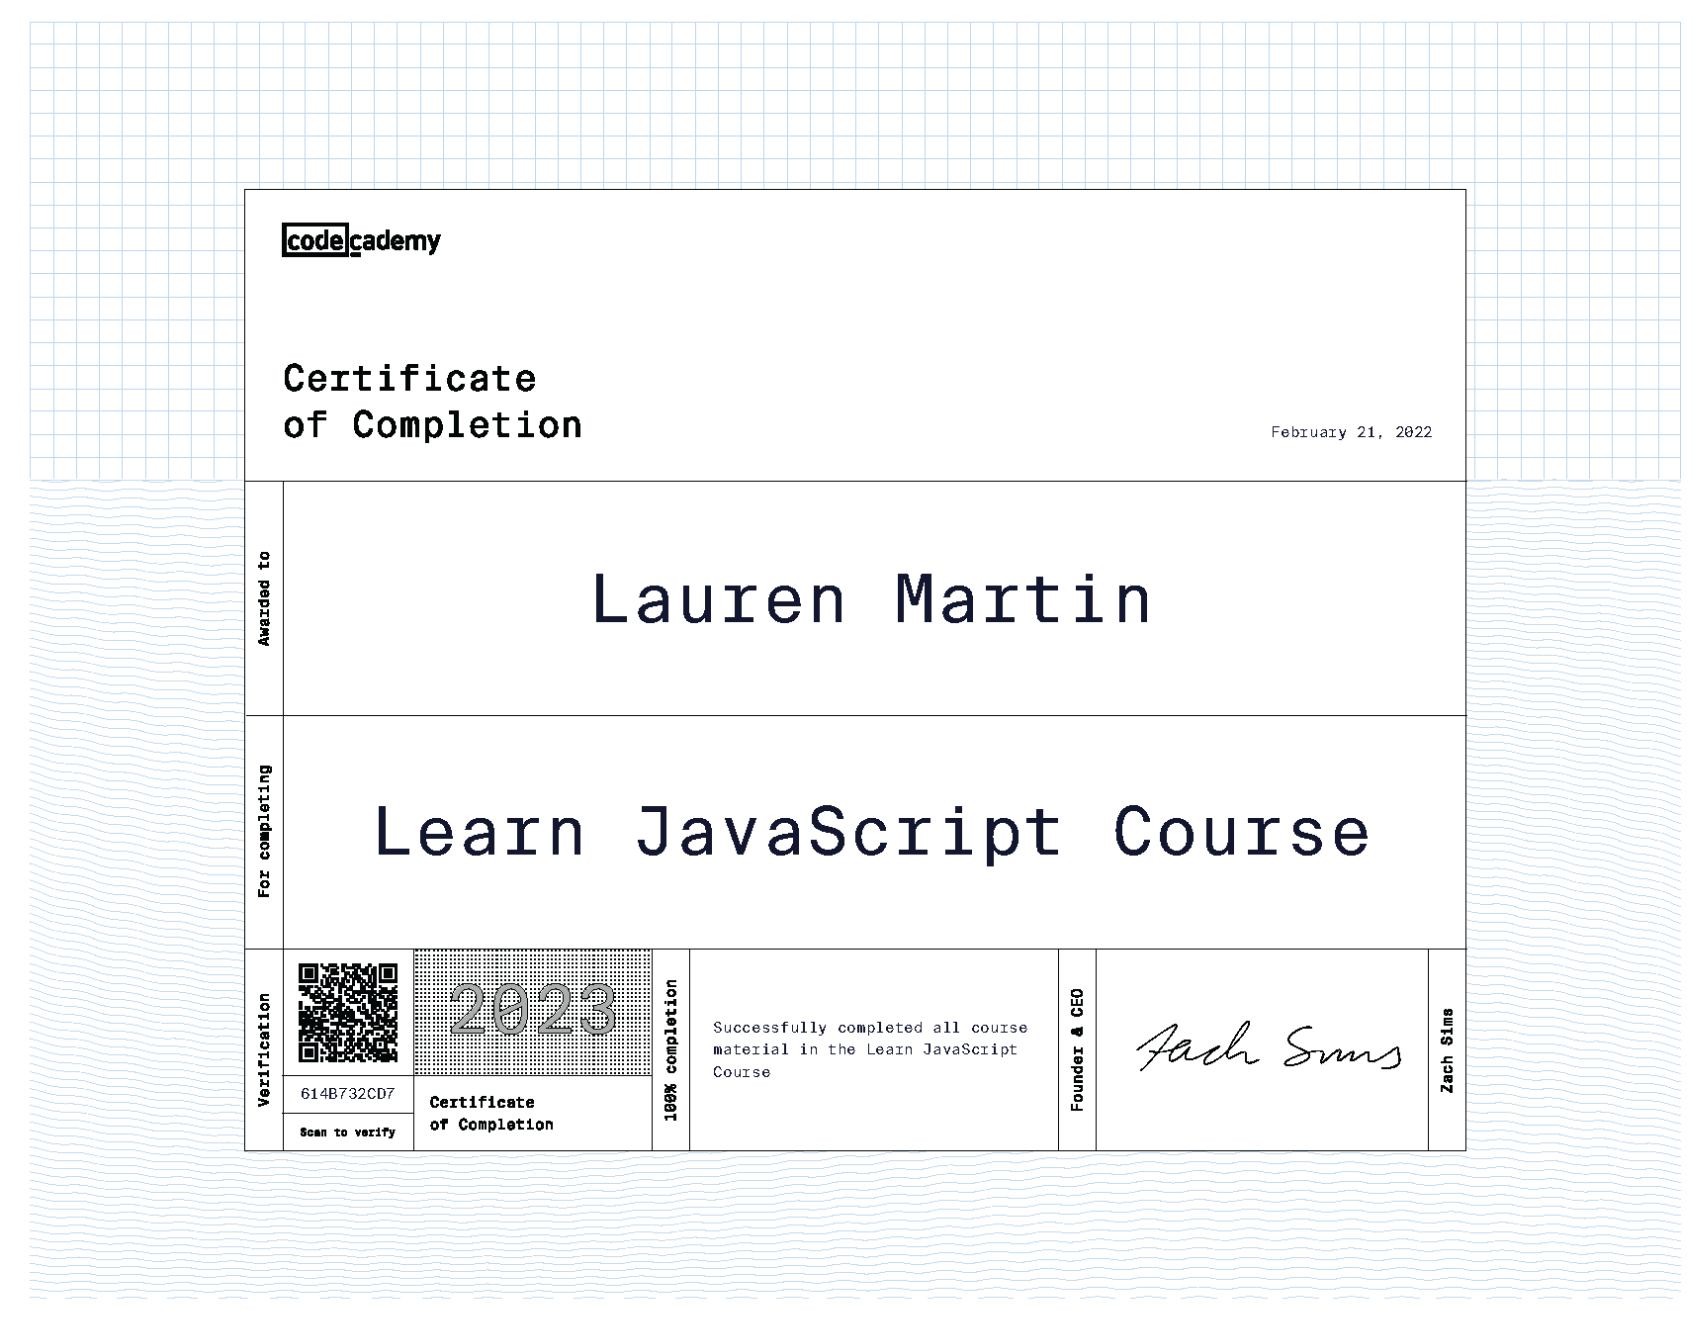 codecademy
Certificate
of Completion
February 21, 2022
Awarded to
Lauren Martin
For completing
Learn JavaScript Course
Verification
614B732CD7
Scan to verify
2023
Certificate
of Completion
100% completion
Successfully completed all course
material in the Learn JavaScript
Course
Founder & CEO
Zach Sims
Zach Sims